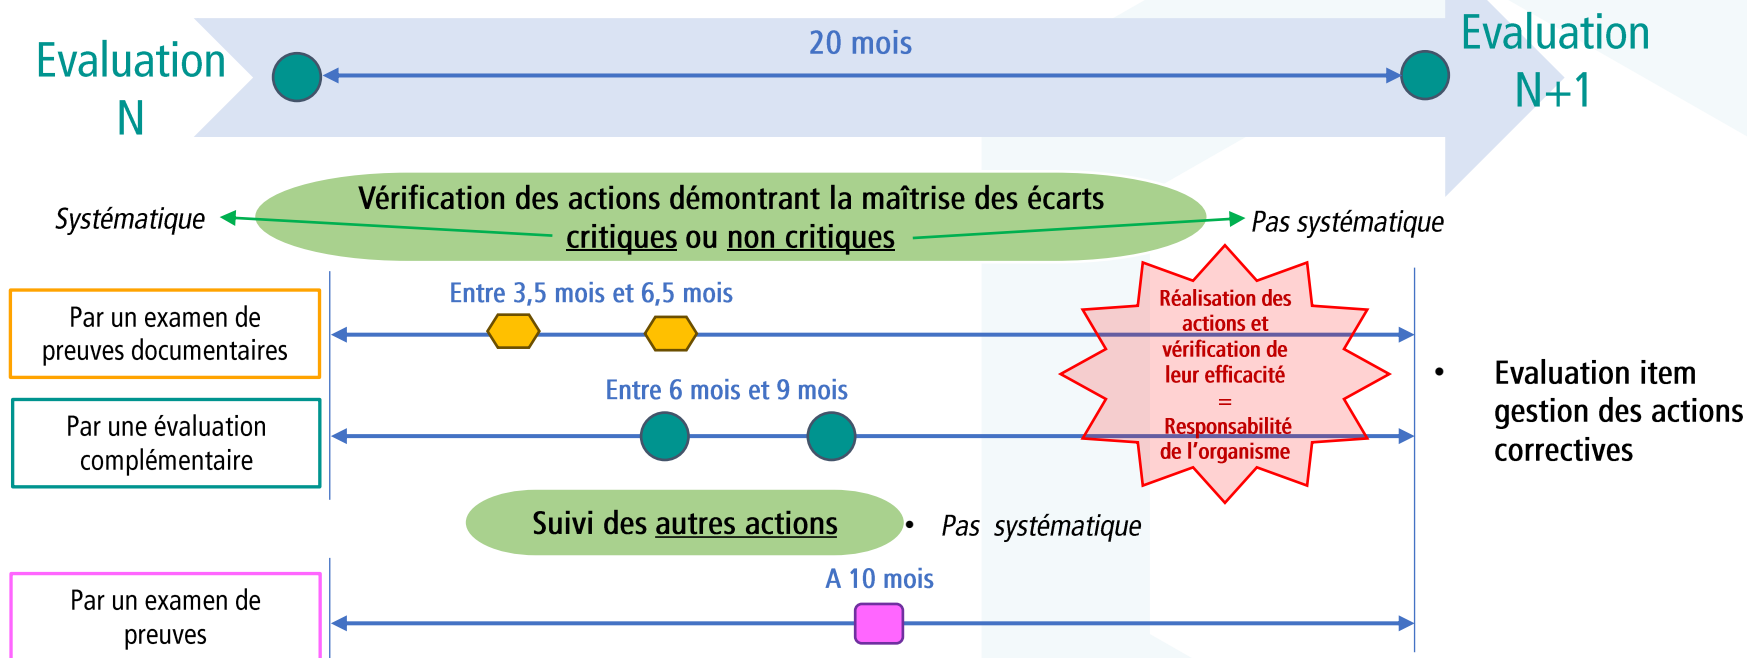 Evaluation
N
20 mois
Evaluation
N+1
Vérification des actions démontrant la maîtrise des écarts
critiques ou non critiques
Systématique
Pas systématique
Par un examen de
preuves documentaires
Entre 3,5 mois et 6,5 mois
Réalisation des
actions et
vérification de
leur efficacité
=
Responsabilité
de l'organisme
Par une évaluation
complémentaire
Entre 6 mois et 9 mois
• Evaluation item
gestion des actions
correctives
Suivi des autres actions
• Pas systématique
Par un examen de
preuves
A 10 mois